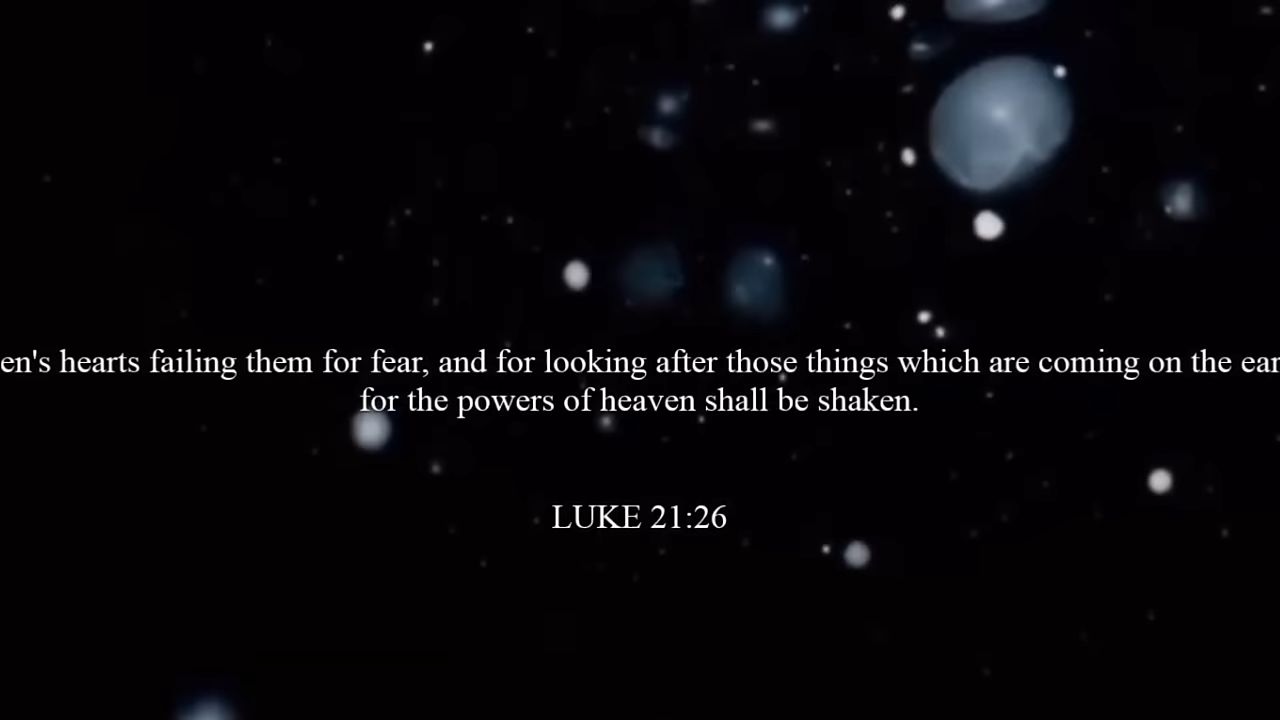 en's hearts failing them for fear, and for looking after those things which are coming on the ear
for the powers of heaven shall be shaken.
LUKE 21:26